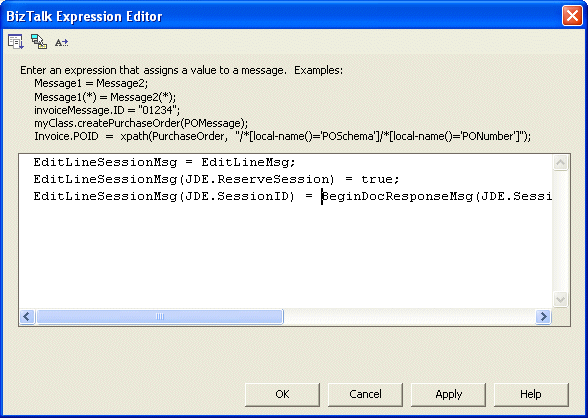 BizTalk Expression Editor
A
Enter an expression that assigns a value to a message.  Examples:
Message1 = Message2;
Message1(*) = Message2(*);
invoiceMessage.ID = "01234";
myClass.createPurchaseOrder(POMessage);
Invoice.POID  =  xpath(PurchaseOrder,  "/*[local-name()='POSchema']/*[local-name()='PONumber']");
EditLineSessionMsg = EditLineMsg;
EditLineSessionMsg(JDE.ReserveSession) = true;
EditLineSessionMsg(JDE.SessionID) = BeginDocResponseMsg(JDE.Sessi
OK
Cancel
Apply
Help